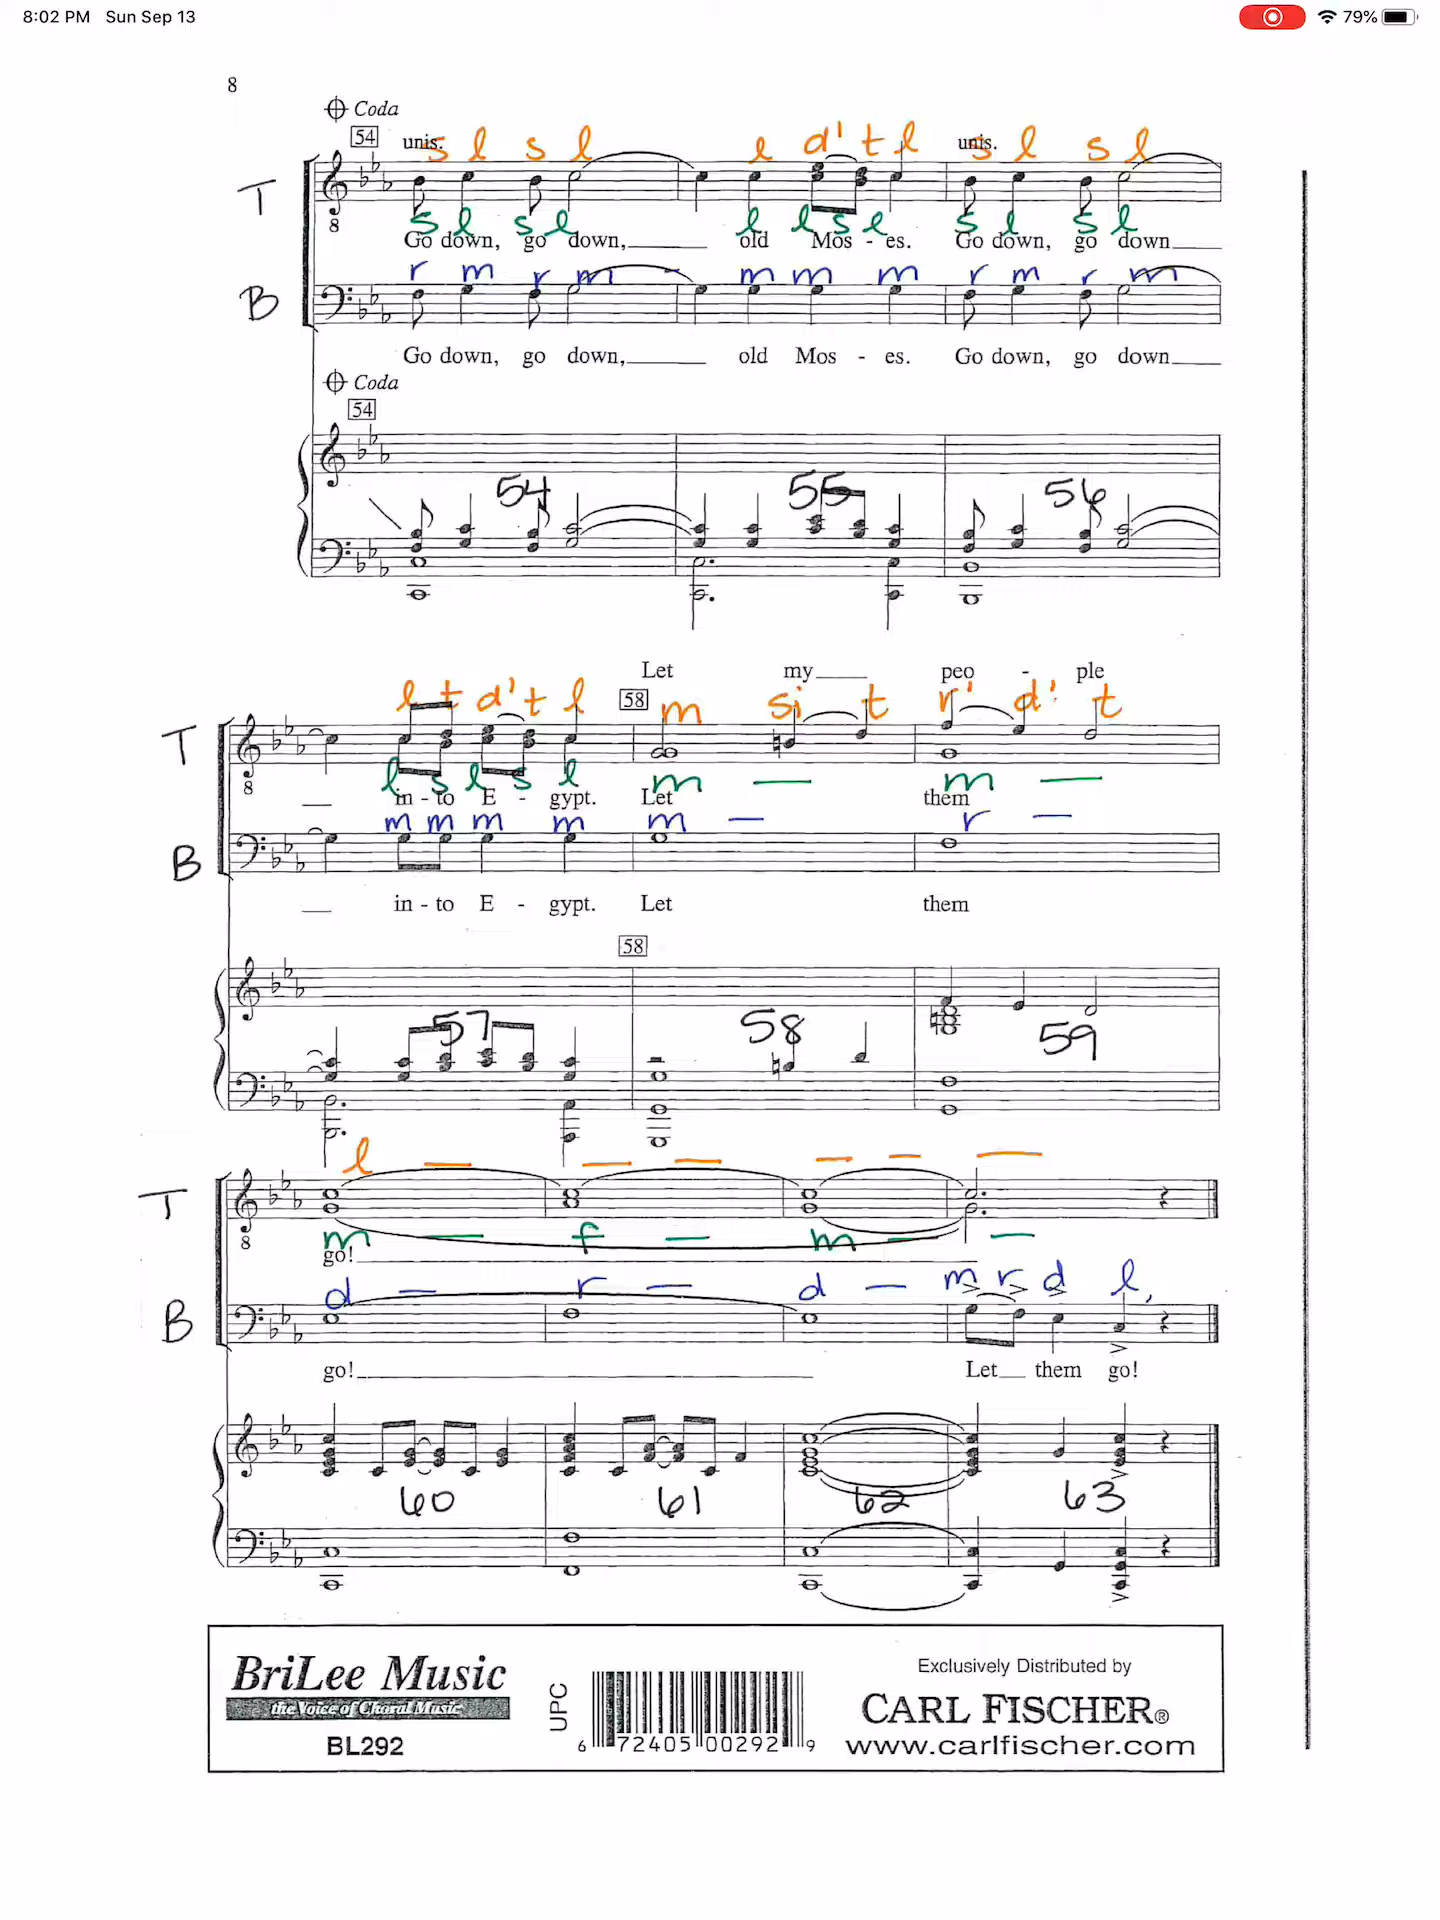 8:02 PM Sun Sep 13 79%
8
Coda
54 unis. unis.
s l s l l d' t l s l s l
T
8
s l s l l l s l s l s l
Go down, go down, old Mos - es. Go down, go down
r m r m - m m m r m r m
B
Go down, go down, old Mos - es. Go down, go down
Coda
54
54 55 56
Let my peo - ple
l t d' t l 58 m si t r' d' t
T
8
l s l s l m — m —
in - to E - gypt. Let them
m m m m m — r —
B
in - to E - gypt. Let them
58
57 58 59
l — — — — — —
T
8
m — f — m — —
go!
d — r — d — m r d l,
B
go! Let them go!
60 61 62 63
BriLee Music
the Voice of Choral Music
BL292
UPC
6 72405 00292 9
Exclusively Distributed by
CARL FISCHER®
www.carlfischer.com